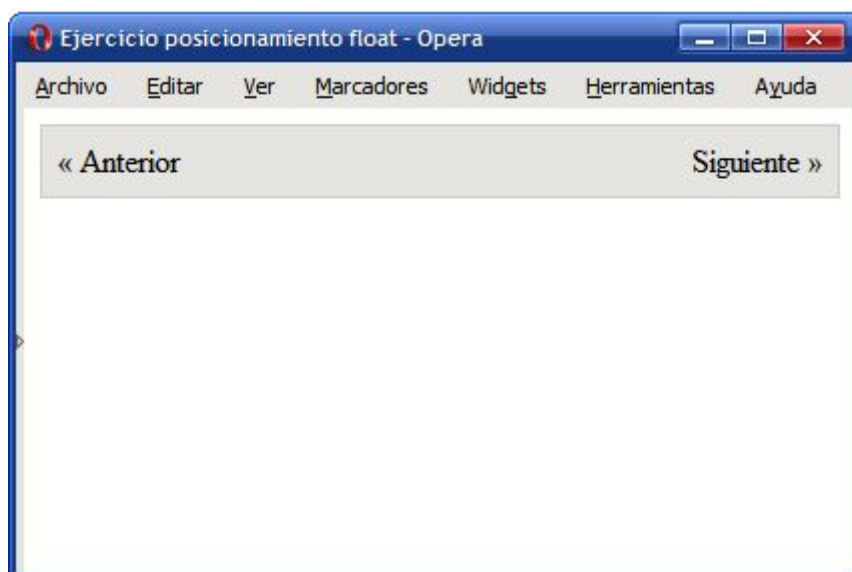 Ejercicio posicionamiento float - Opera
Archivo Editar Ver Marcadores Widgets Herramientas Ayuda
« Anterior Siguiente »